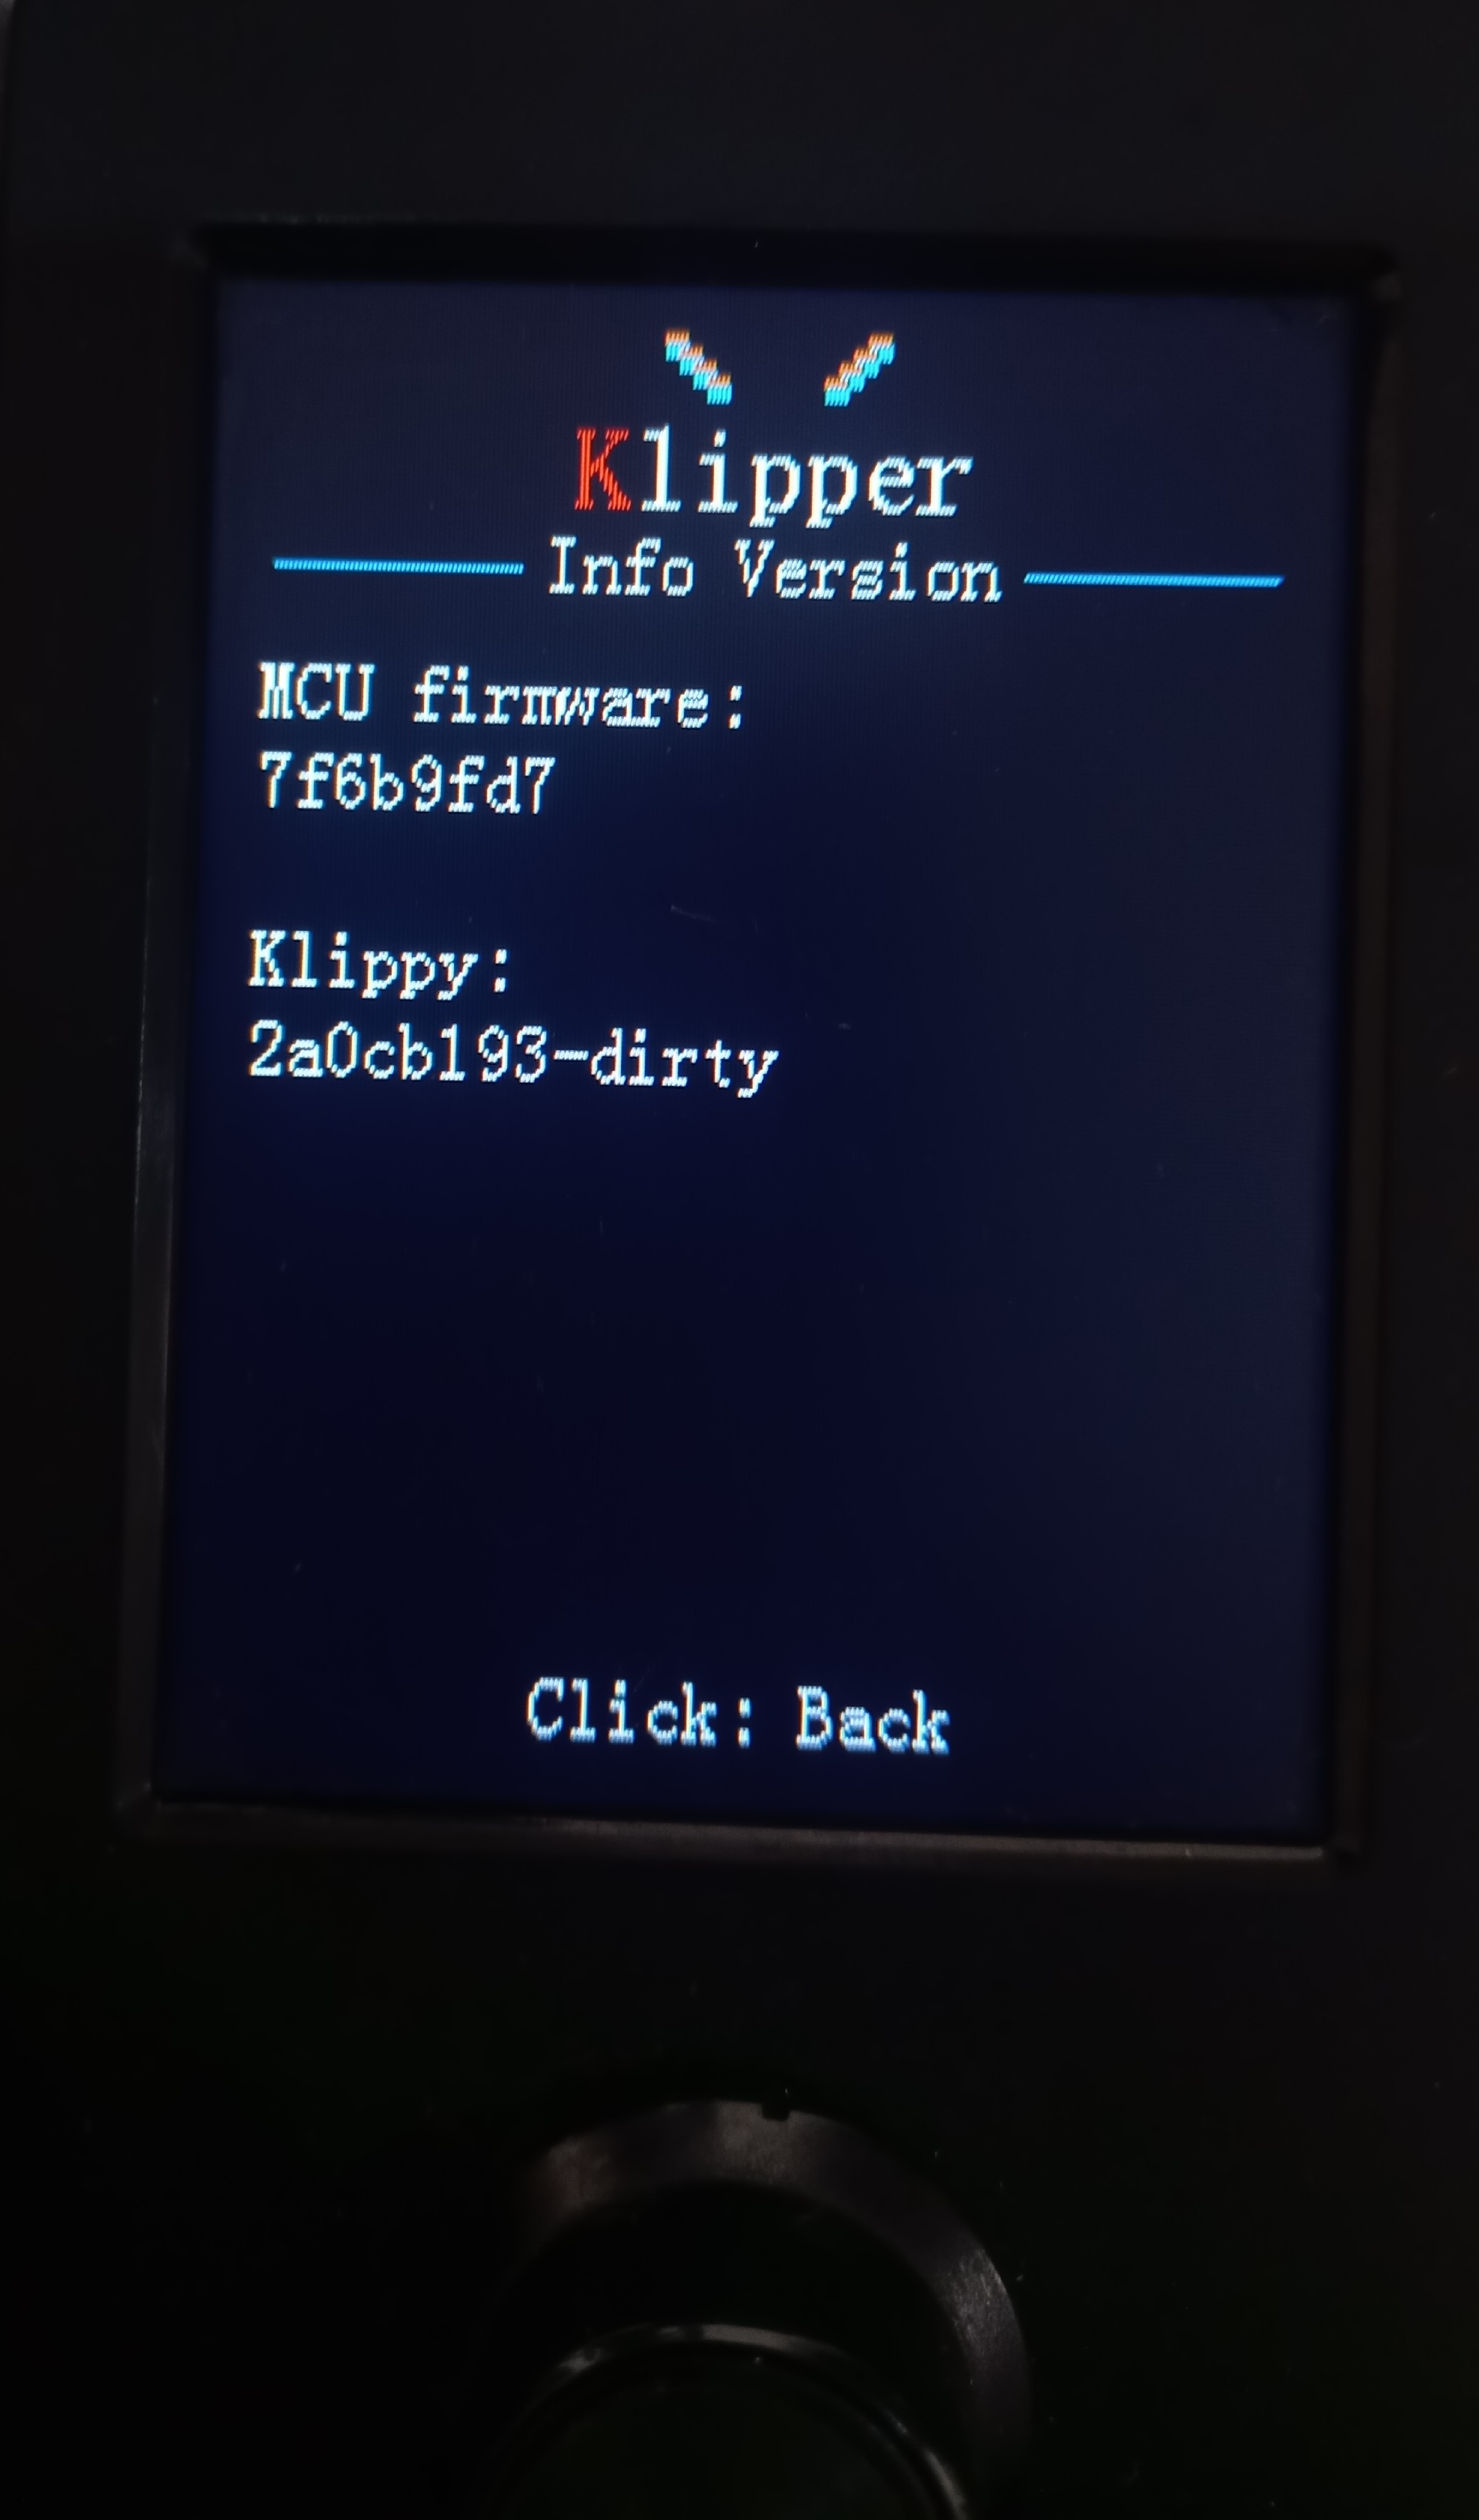 Klipper
Info Version
MCU firmware:
7f6b9fd7
Klippy:
2a0cb193-dirty
Click: Back